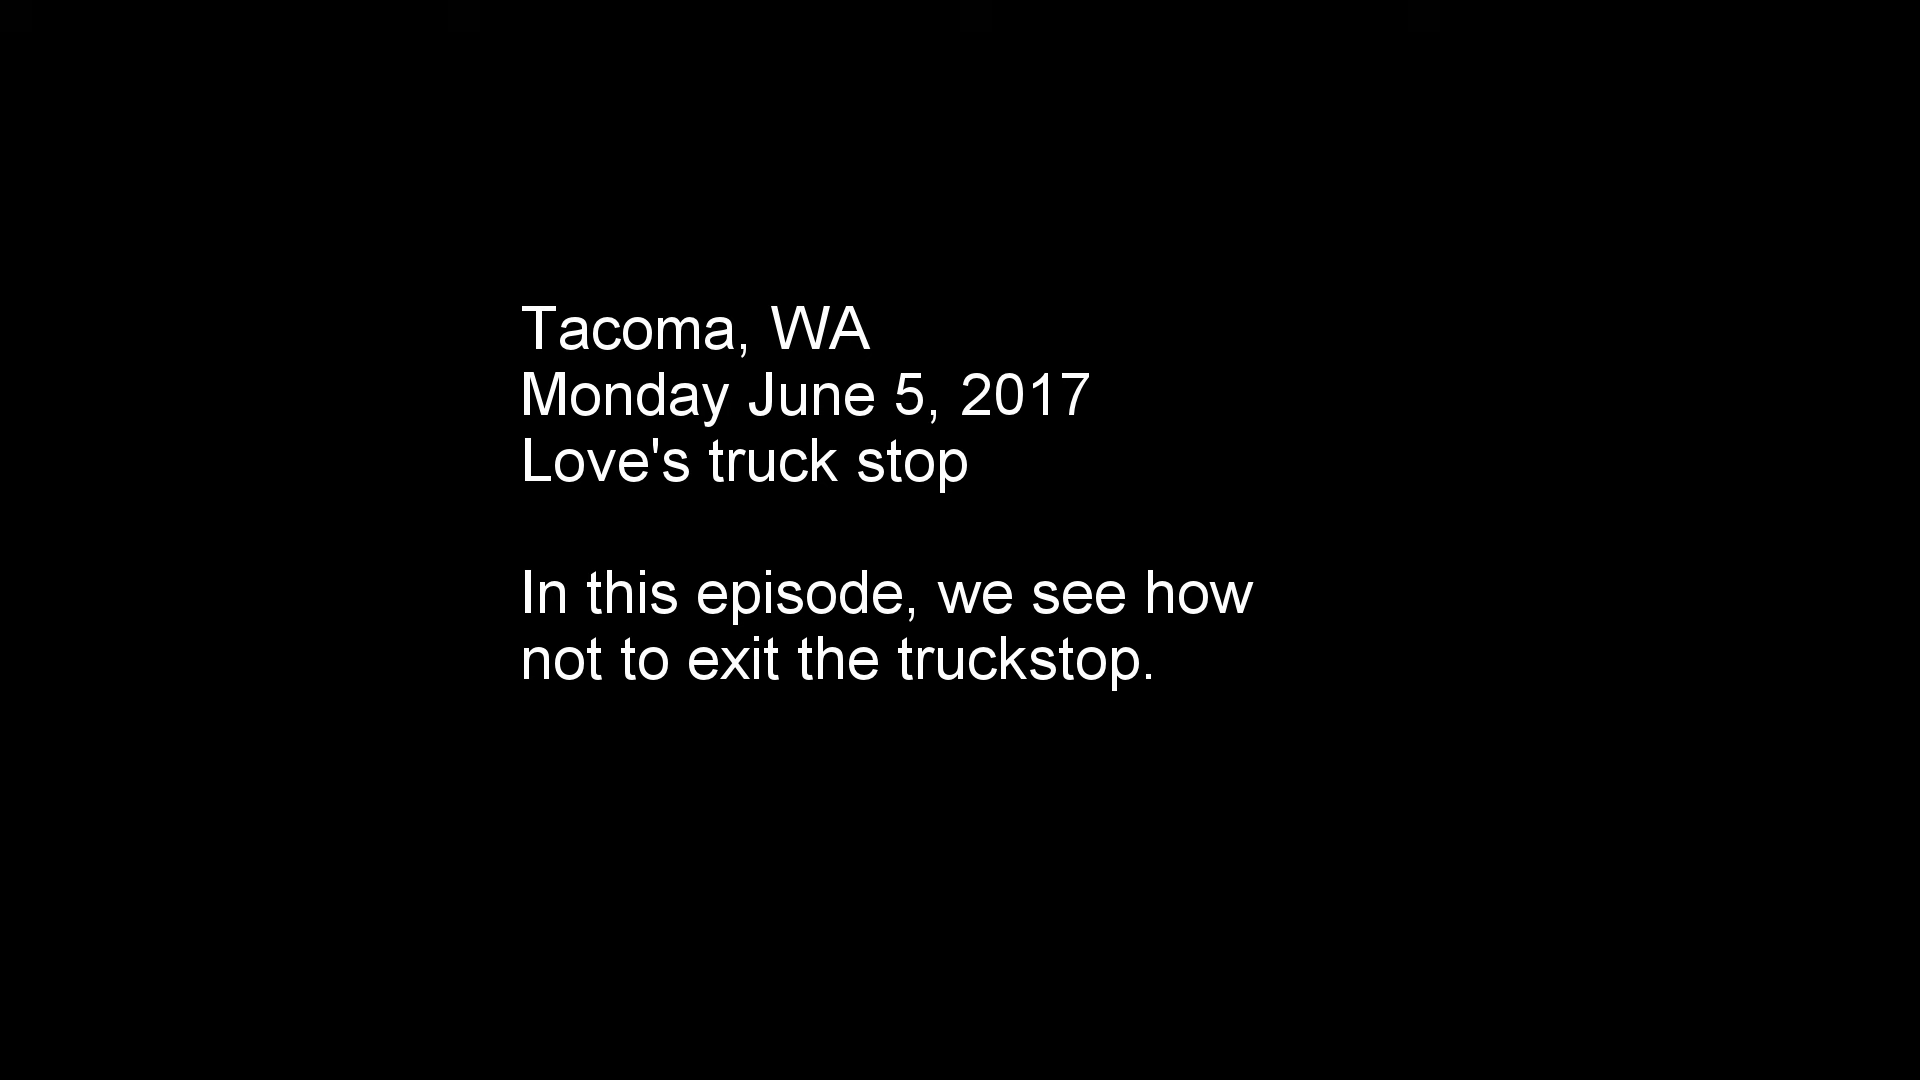 Tacoma, WA
Monday June 5, 2017
Love's truck stop
In this episode, we see how
not to exit the truckstop.